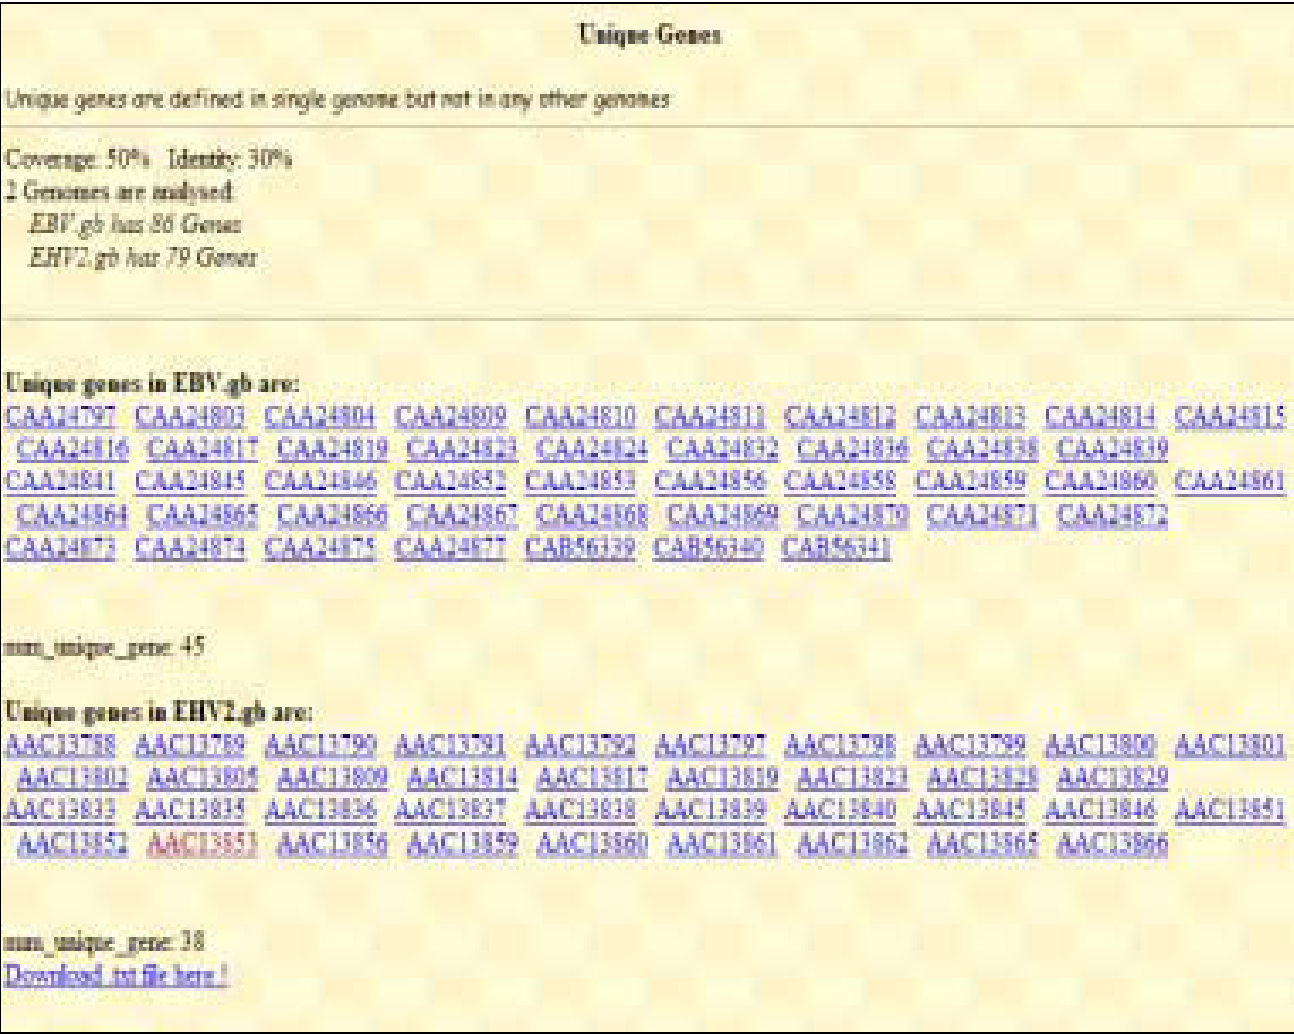 Unique Genes
Unique genes are defined in single genome but not in any other genomes
Coverage: 50% Identity: 30%
2 Genomes are analysed
EBV.gb has 86 Genes
EHV2.gb has 79 Genes
Unique genes in EBV.gb are:
CAA24797 CAA24803 CAA24804 CAA24809 CAA24810 CAA24811 CAA24812 CAA24813 CAA24814 CAA24815
CAA24816 CAA24817 CAA24819 CAA24823 CAA24824 CAA24832 CAA24836 CAA24838 CAA24839
CAA24841 CAA24845 CAA24846 CAA24852 CAA24853 CAA24856 CAA24858 CAA24859 CAA24860 CAA24861
CAA24864 CAA24865 CAA24866 CAA24867 CAA24868 CAA24869 CAA24870 CAA24871 CAA24872
CAA24873 CAA24874 CAA24875 CAA24877 CAB56339 CAB56340 CAB56341
num_unique_gene: 45
Unique genes in EHV2.gb are:
AAC13788 AAC13789 AAC13790 AAC13791 AAC13792 AAC13797 AAC13798 AAC13799 AAC13800 AAC13801
AAC13802 AAC13805 AAC13809 AAC13814 AAC13817 AAC13819 AAC13823 AAC13828 AAC13829
AAC13833 AAC13835 AAC13836 AAC13837 AAC13838 AAC13839 AAC13840 AAC13845 AAC13846 AAC13851
AAC13852 AAC13853 AAC13856 AAC13859 AAC13860 AAC13861 AAC13862 AAC13865 AAC13866
num_unique_gene: 38
Download .txt file here !